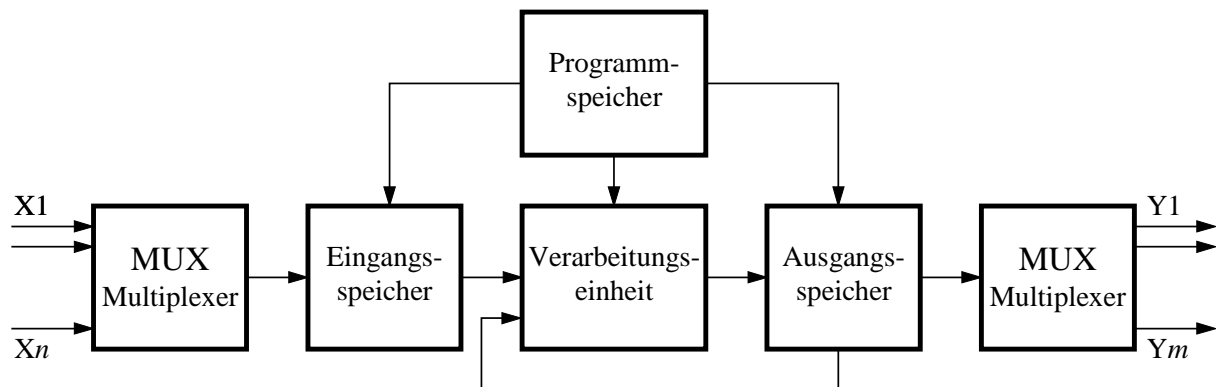 Programm-
speicher
X1
Xn
MUX
Multiplexer
Eingangs-
speicher
Verarbeitungs-
einheit
Ausgangs-
speicher
MUX
Multiplexer
Y1
Ym